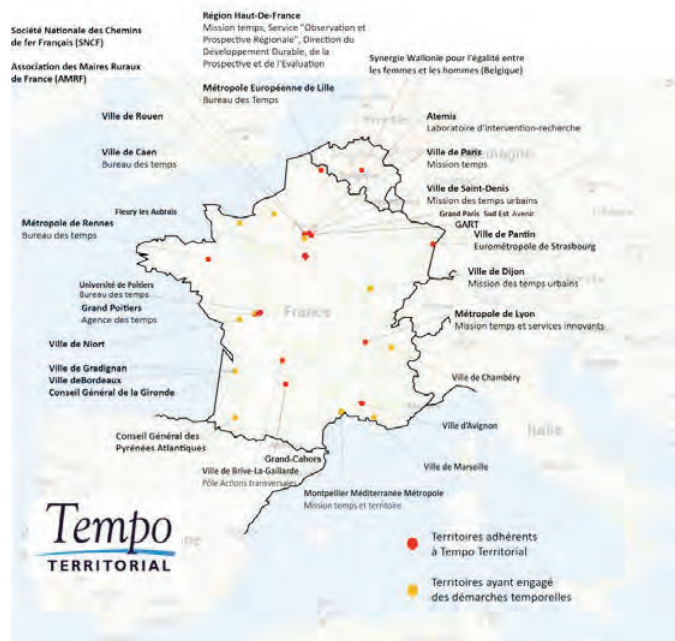 Société Nationale des Chemins
de fer Français (SNCF)
Association des Maires Ruraux
de France (AMRF)
Région Haut-De-France
Mission temps, Service "Observation et
Prospective Régionale", Direction du
Développement Durable, de la
Prospective et de l'Evaluation
Métropole Européenne de Lille
Bureau des Temps
Synergie Wallonie pour l'égalité entre
les femmes et les hommes (Belgique)
Ville de Rouen
Ville de Caen
Bureau des temps
Fleury les Aubrais
Métropole de Rennes
Bureau des temps
Université de Poitiers
Bureau des temps
Grand Poitiers
Agence des temps
Ville de Niort
Ville de Gradignan
Ville deBordeaux
Conseil Général de la Gironde
Conseil Général des
Pyrénées Atlantiques
Grand-Cahors
Ville de Brive-La-Gaillarde
Pôle Actions transversales
Montpellier Méditerranée Métropole
Mission temps et territoire
Atemis
Laboratoire d'intervention-recherche
Ville de Paris
Mission temps
Ville de Saint-Denis
Mission des temps urbains
Grand Paris Sud Est Avenir
GART
Ville de Pantin
Eurométropole de Strasbourg
Ville de Dijon
Mission des temps urbains
Métropole de Lyon
Mission temps et services innovants
Ville de Chambéry
Ville d'Avignon
Ville de Marseille
France
Italie
Tempo
TERRITORIAL
Territoires adhérents
à Tempo Territorial
Territoires ayant engagé
des démarches temporelles